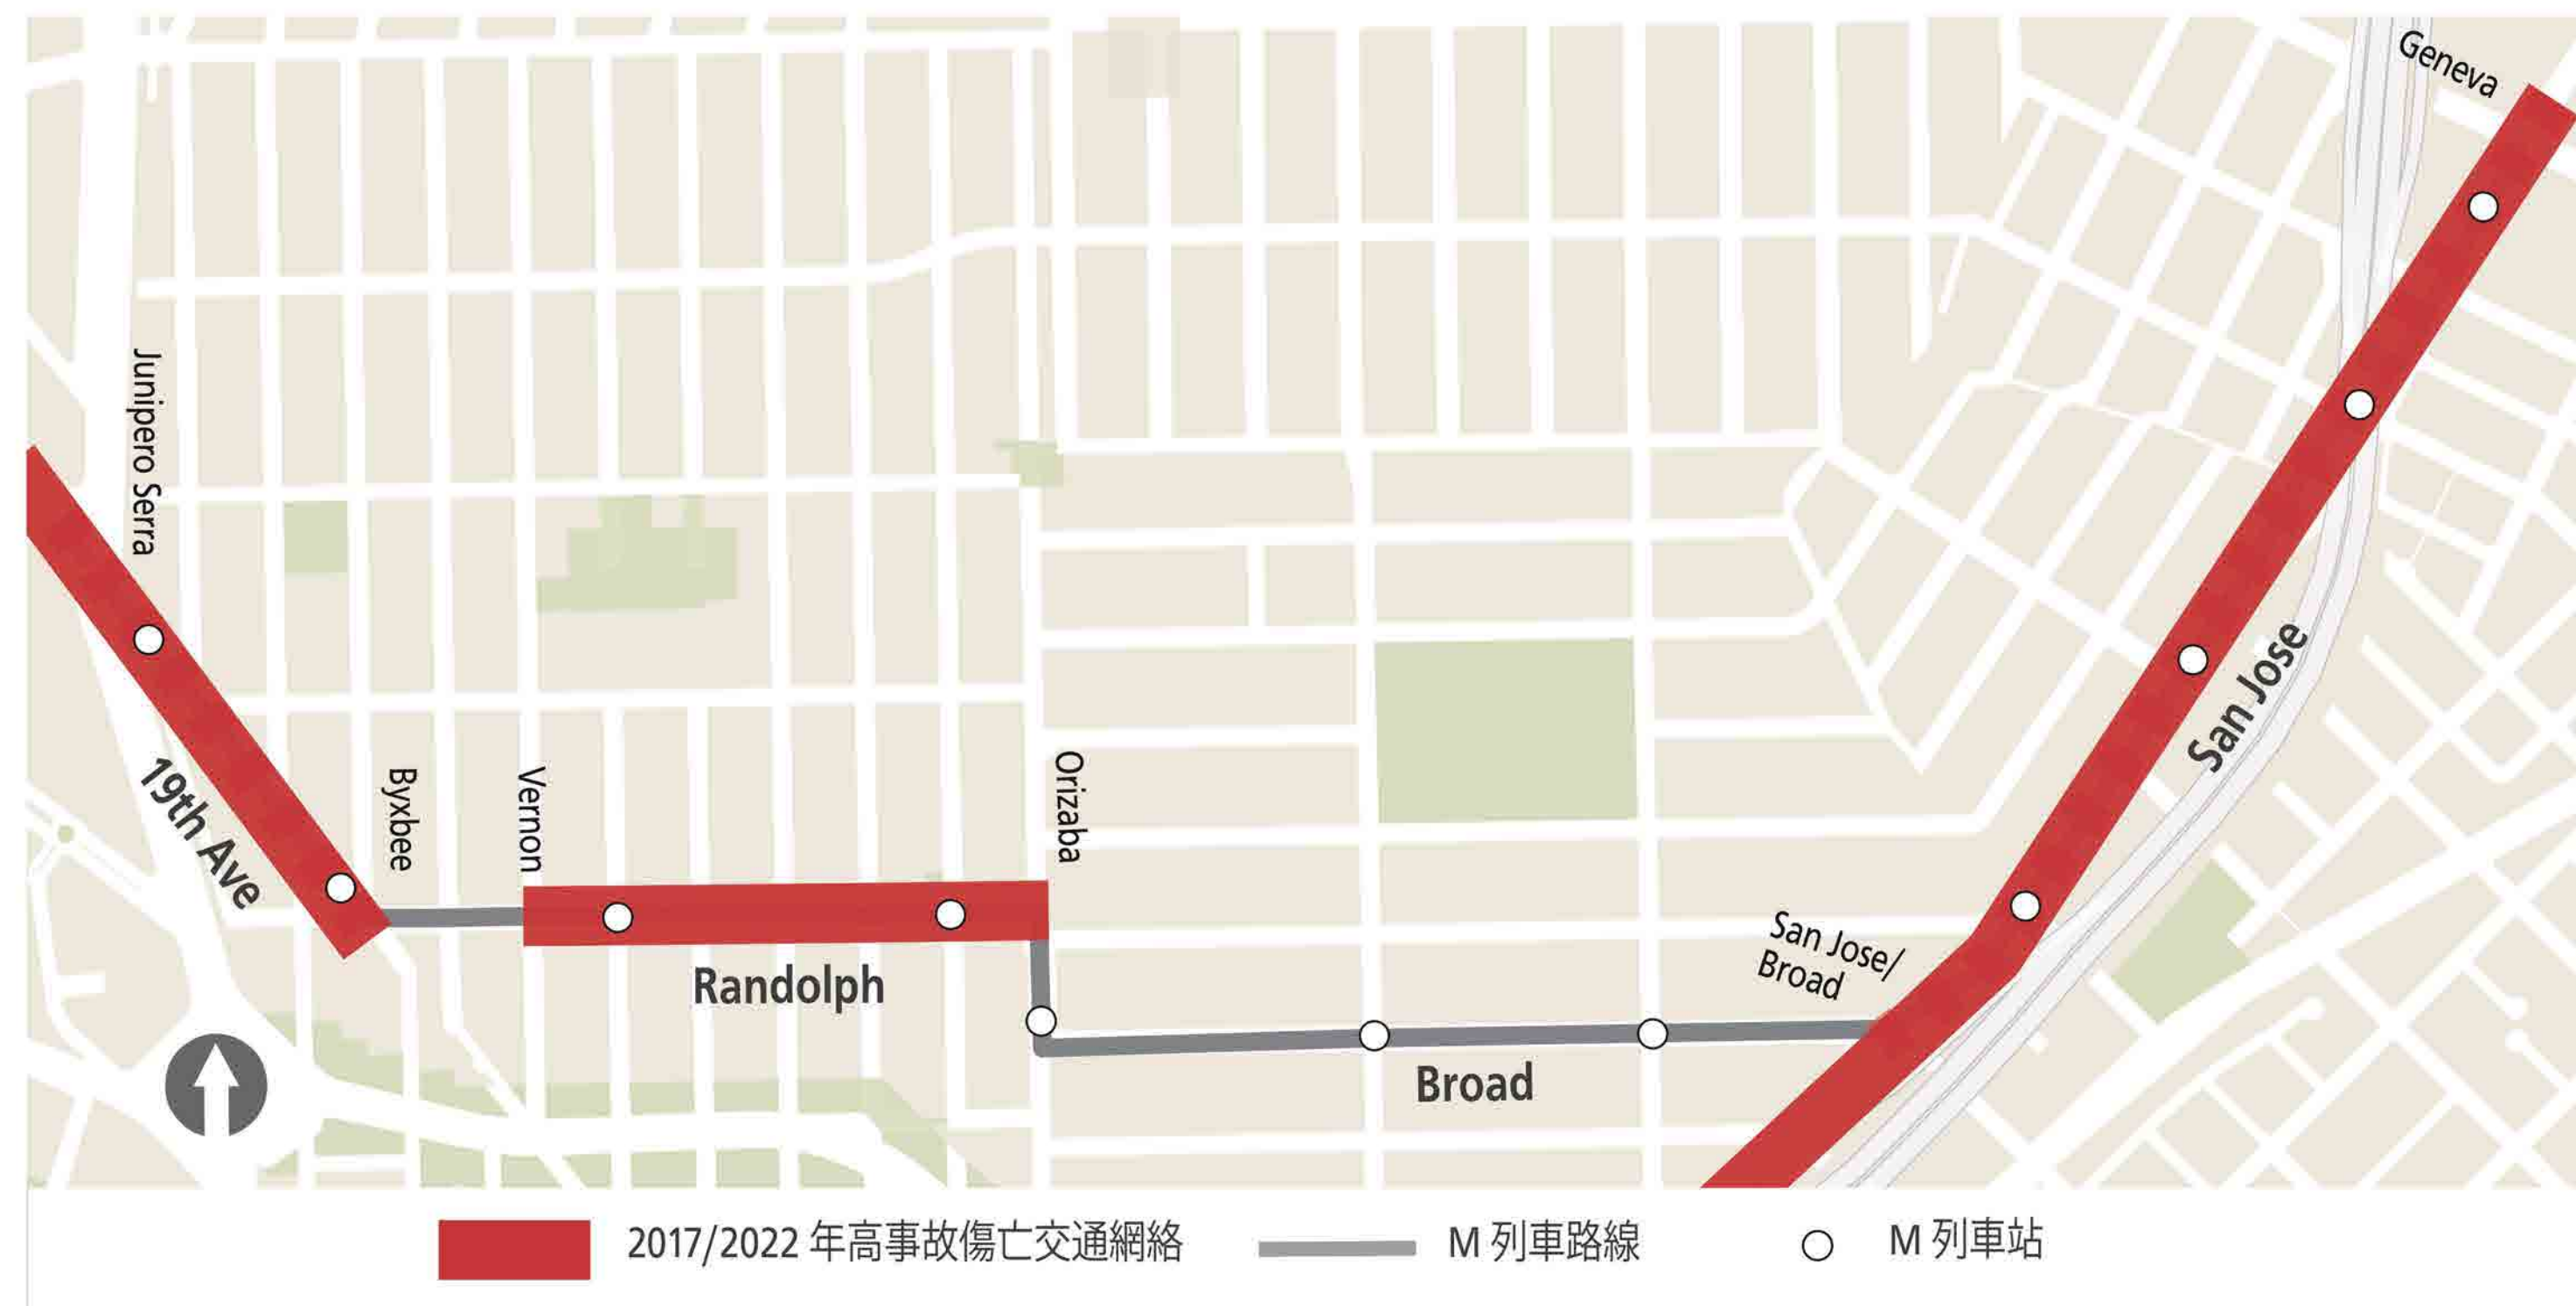 Geneva
Junipero Serra
19th Ave
Byxbee
Vernon
Orizaba
San Jose
San Jose/
Broad
Randolph
Broad
2017/2022 年高事故傷亡交通網絡
M 列車路線
M 列車站